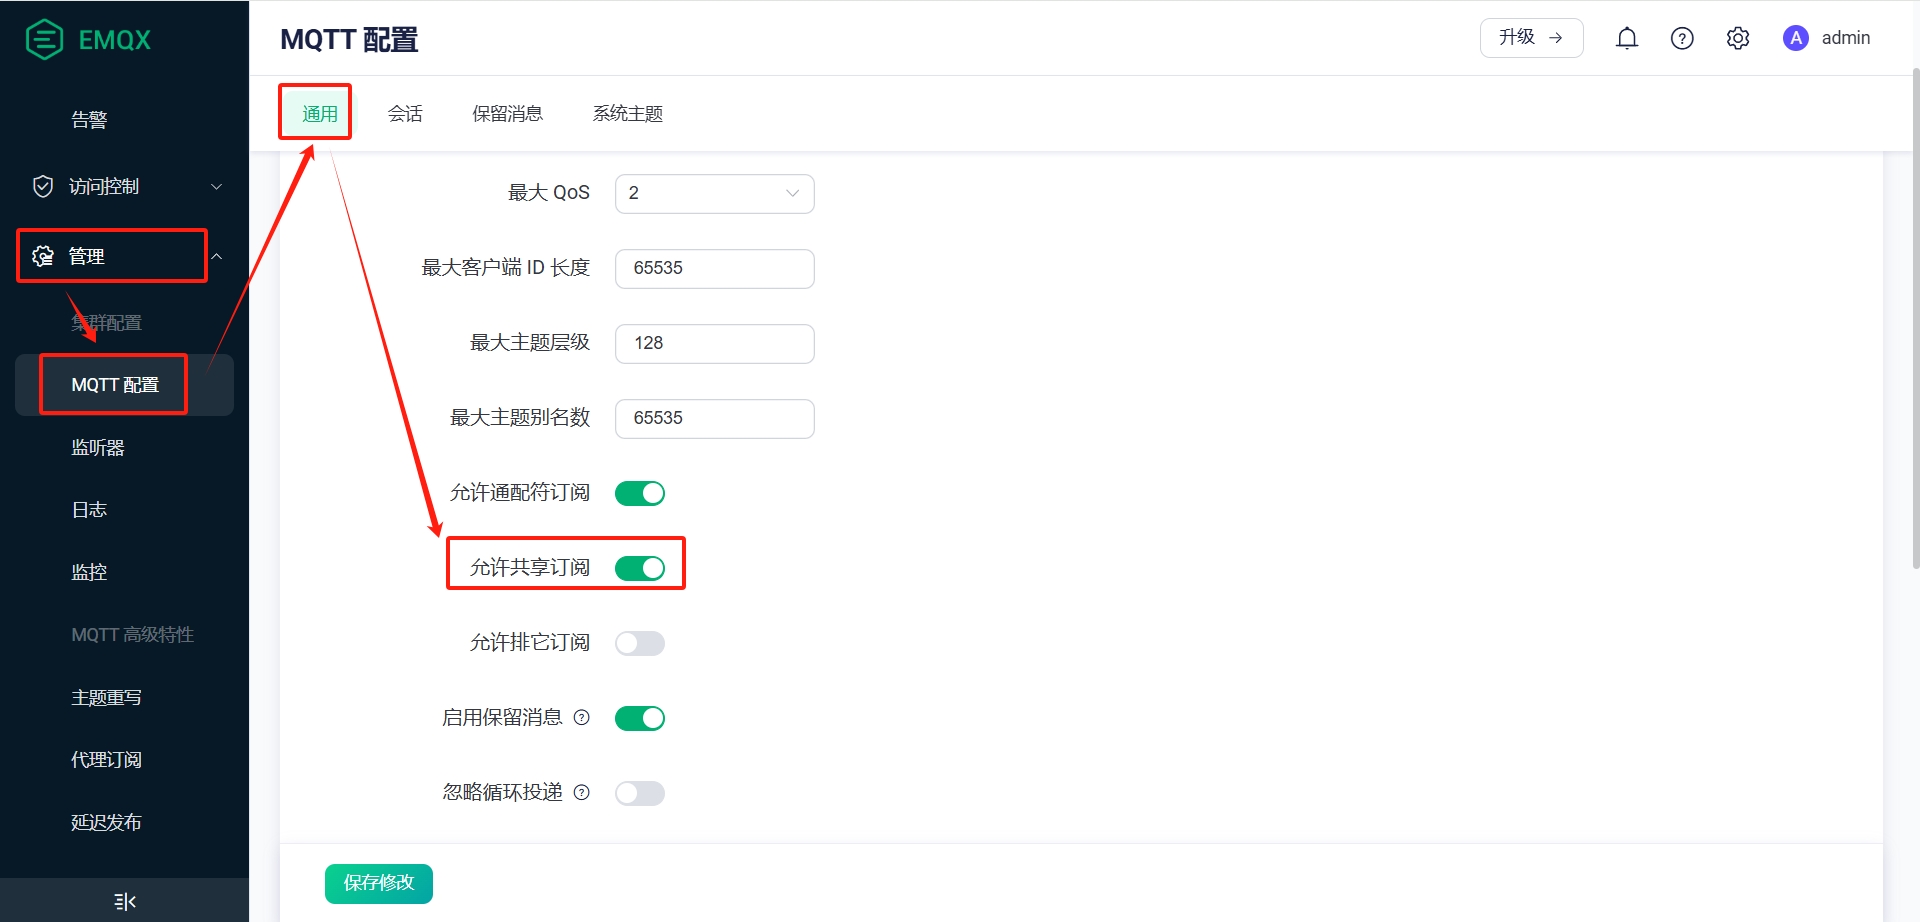 EMQX
告警
访问控制
管理
集群配置
MQTT 配置
监听器
日志
监控
MQTT 高级特性
主题重写
代理订阅
延迟发布
MQTT 配置
升级 →
A admin
通用 会话 保留消息 系统主题
最大 QoS 2
最大客户端 ID 长度 65535
最大主题层级 128
最大主题别名数 65535
允许通配符订阅
允许共享订阅
允许排它订阅
启用保留消息 ?
忽略循环投递 ?
保存修改